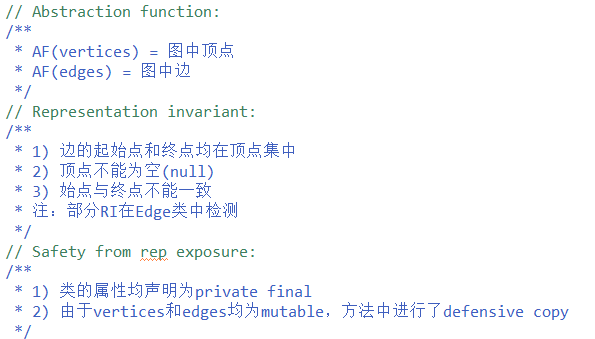 // Abstraction function:
/**
 * AF(vertices) = 图中顶点
 * AF(edges) = 图中边
 */
// Representation invariant:
/**
 * 1) 边的起始点和终点均在顶点集中
 * 2) 顶点不能为空(null)
 * 3) 始点与终点不能一致
 * 注: 部分RI在Edge类中检测
 */
// Safety from rep exposure:
/**
 * 1) 类的属性均声明为private final
 * 2) 由于vertices和edges均为mutable，方法中进行了defensive copy
 */